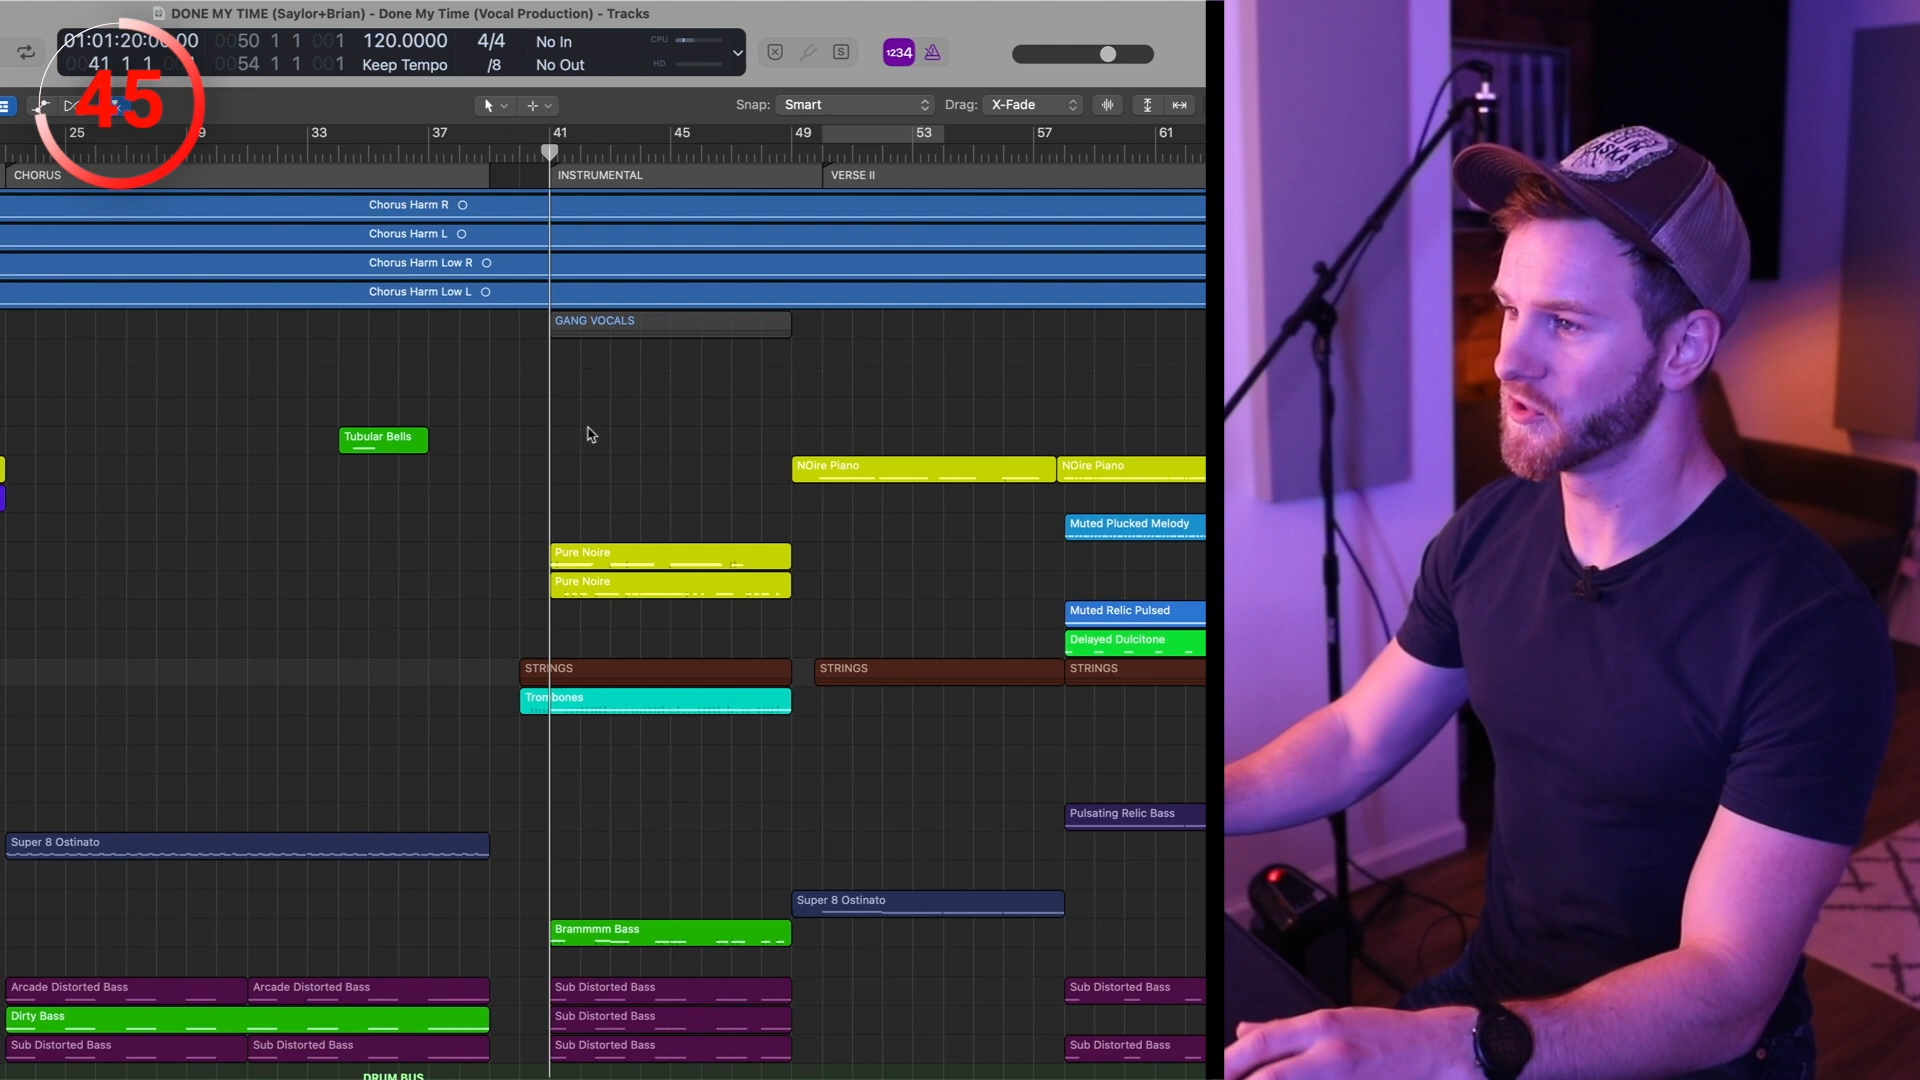 DONE MY TIME (Saylor+Brian) - Done My Time (Vocal Production) - Tracks
01:01:20:00.00 0050 1 1 001 120.0000 4/4 No In CPU
0041 1 1 0054 1 1 001 Keep Tempo /8 No Out HD
S 1234
45
Snap: Smart Drag: X-Fade
25 33 37 41 45 49 53 57 61
CHORUS INSTRUMENTAL VERSE II
Chorus Harm R
Chorus Harm L
Chorus Harm Low R
Chorus Harm Low L
GANG VOCALS
Tubular Bells
NOire Piano NOire Piano
Muted Plucked Melody
Pure Noire
Pure Noire
Muted Relic Pulsed
Delayed Dulcitone
STRINGS STRINGS STRINGS
Trombones
Pulsating Relic Bass
Super 8 Ostinato
Super 8 Ostinato
Brammmm Bass
Arcade Distorted Bass Arcade Distorted Bass Sub Distorted Bass Sub Distorted Bass
Dirty Bass Sub Distorted Bass
Sub Distorted Bass Sub Distorted Bass Sub Distorted Bass Sub Distorted Bass
DRUM BUS